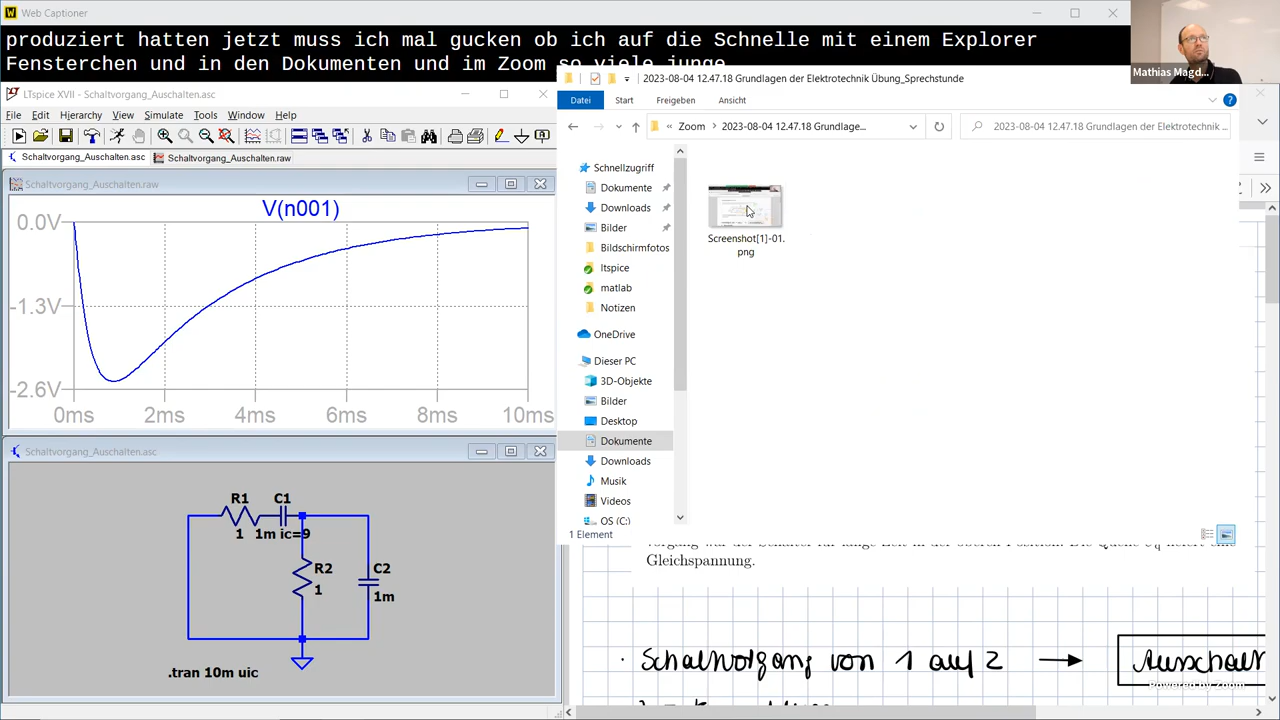 Web Captioner
produziert hatten jetzt muss ich mal gucken ob ich auf die Schnelle mit einem Explorer
Fensterchen und in den Dokumenten und im Zoom so viele junge
Mathias Magd...
LTspice XVII - Schaltvorgang_Auschalten.asc
File Edit Hierarchy View Simulate Tools Window Help
Schaltvorgang_Auschalten.asc Schaltvorgang_Auschalten.raw
Schaltvorgang_Auschalten.raw
V(n001)
0.0V
-1.3V
-2.6V
0ms 2ms 4ms 6ms 8ms 10ms
Schaltvorgang_Auschalten.asc
R1 C1
1 1m ic=9
R2 C2
1 1m
.tran 10m uic
2023-08-04 12.47.18 Grundlagen der Elektrotechnik Übung_Sprechstunde
Datei Start Freigeben Ansicht
« Zoom 2023-08-04 12.47.18 Grundlage...
2023-08-04 12.47.18 Grundlagen der Elektrotechnik ...
Schnellzugriff
Dokumente
Downloads
Bilder
Bildschirmfotos
ltspice
matlab
Notizen
OneDrive
Dieser PC
3D-Objekte
Bilder
Desktop
Dokumente
Downloads
Musik
Videos
OS (C:)
Screenshot[1]-01.
png
1 Element
Gleichspannung.
· Schaltvorgang von 1 auf 2 → Ausschalt
Powered by Zoom